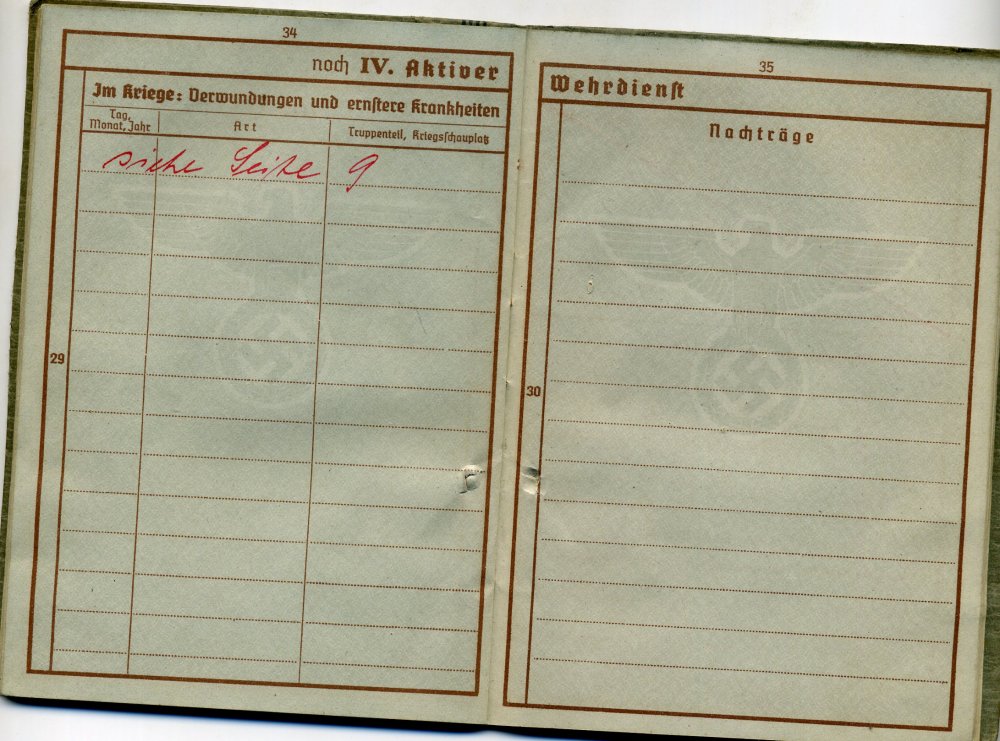 34
noch IV. Aktiver
Im Kriege: Verwundungen und ernstere Krankheiten
Tag, Monat, Jahr
Art
Truppenteil, Kriegsschauplatz
siehe Seite 9
29
35
Wehrdienst
Nachträge
30